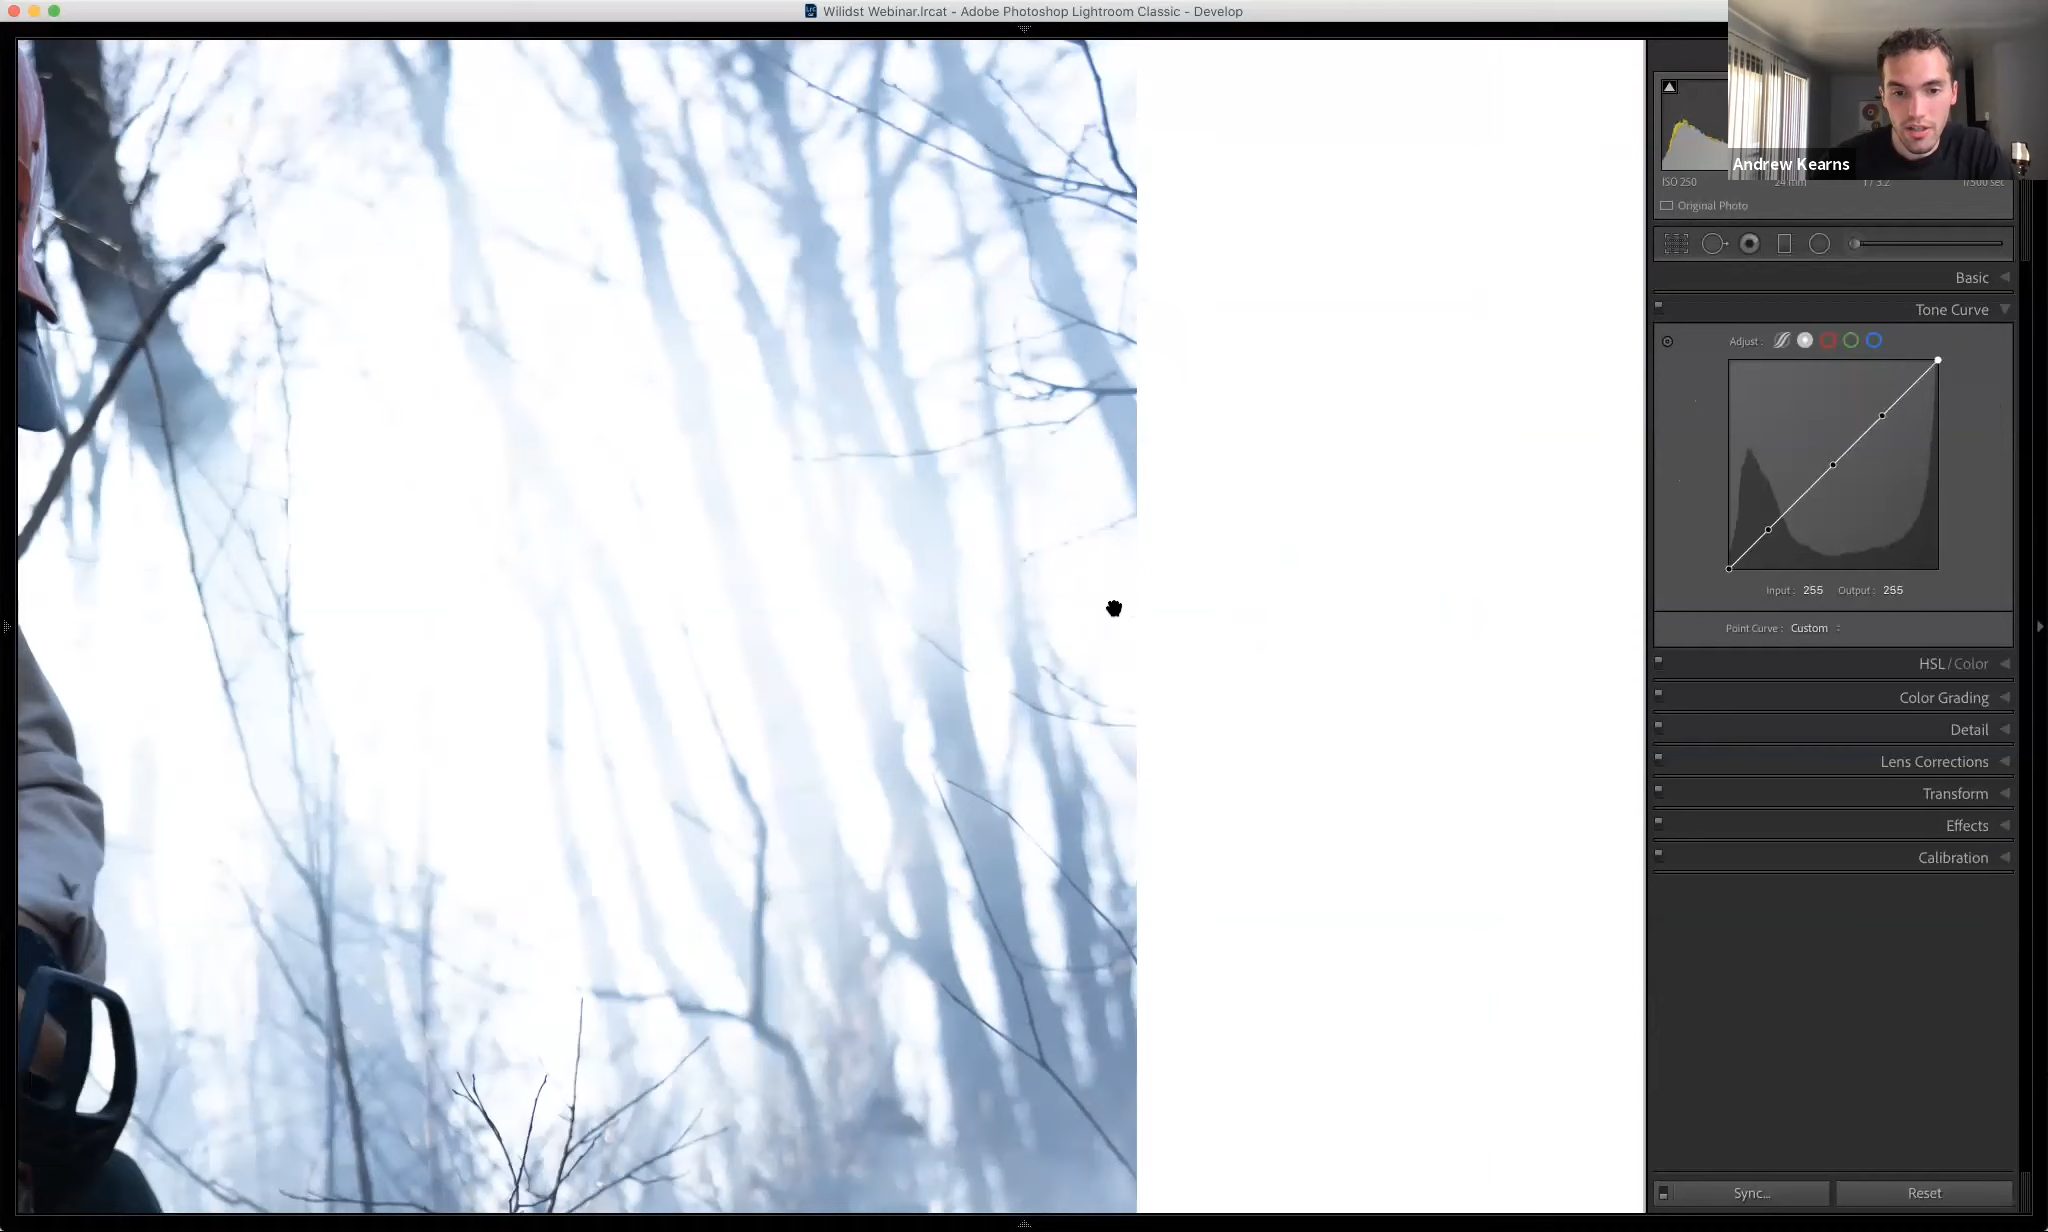 Wilidst Webinar.lrcat - Adobe Photoshop Lightroom Classic - Develop
Andrew Kearns
ISO 250 24 mm f / 3.2 1/500 sec
Original Photo
Basic
Tone Curve
Adjust :
Input : 255 Output : 255
Point Curve : Custom
HSL / Color
Color Grading
Detail
Lens Corrections
Transform
Effects
Calibration
Sync...
Reset